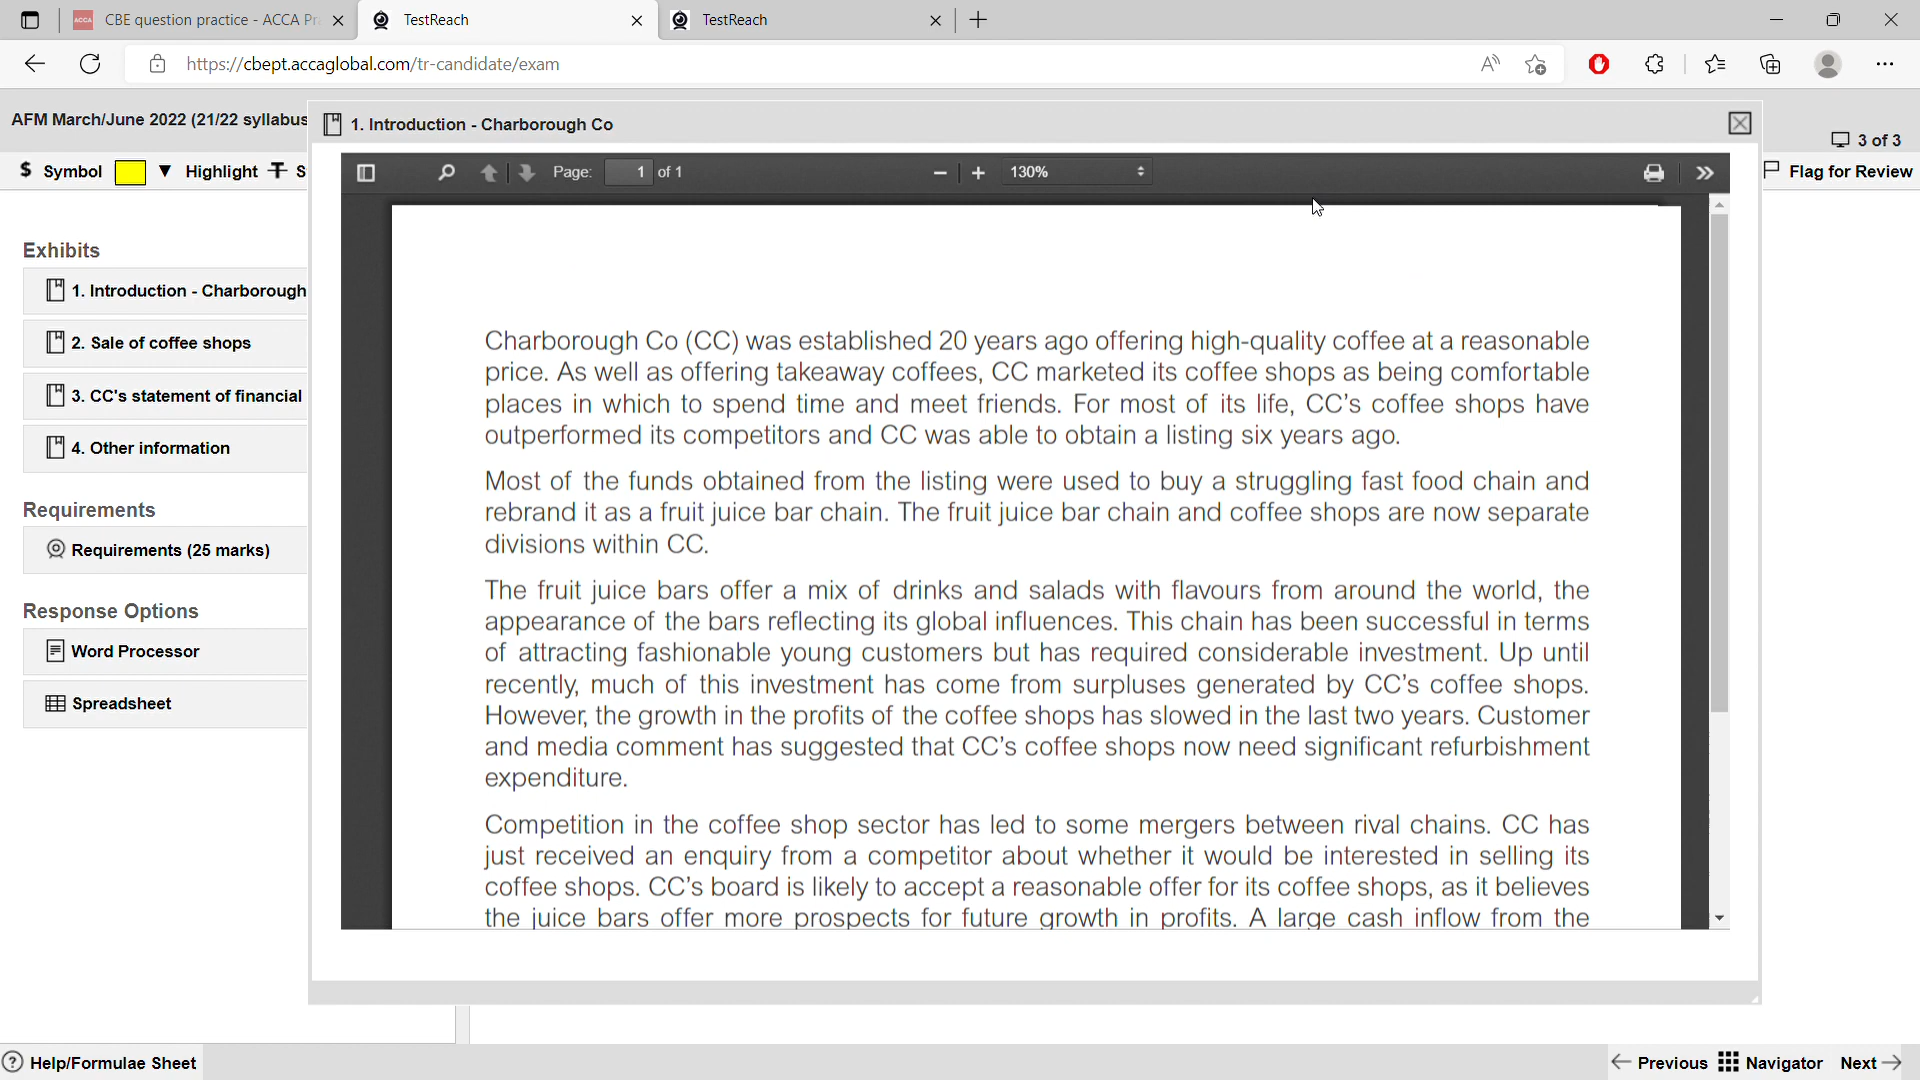 CBE question practice - ACCA Pr
TestReach
TestReach
https://cbept.accaglobal.com/tr-candidate/exam
AFM March/June 2022 (21/22 syllabus
1. Introduction - Charborough Co
3 of 3
$ Symbol
Highlight
S
Page: 1 of 1
130%
Flag for Review
Exhibits
1. Introduction - Charborough
2. Sale of coffee shops
3. CC's statement of financial
4. Other information
Requirements
Requirements (25 marks)
Response Options
Word Processor
Spreadsheet
Charborough Co (CC) was established 20 years ago offering high-quality coffee at a reasonable
price. As well as offering takeaway coffees, CC marketed its coffee shops as being comfortable
places in which to spend time and meet friends. For most of its life, CC's coffee shops have
outperformed its competitors and CC was able to obtain a listing six years ago.
Most of the funds obtained from the listing were used to buy a struggling fast food chain and
rebrand it as a fruit juice bar chain. The fruit juice bar chain and coffee shops are now separate
divisions within CC.
The fruit juice bars offer a mix of drinks and salads with flavours from around the world, the
appearance of the bars reflecting its global influences. This chain has been successful in terms
of attracting fashionable young customers but has required considerable investment. Up until
recently, much of this investment has come from surpluses generated by CC's coffee shops.
However, the growth in the profits of the coffee shops has slowed in the last two years. Customer
and media comment has suggested that CC's coffee shops now need significant refurbishment
expenditure.
Competition in the coffee shop sector has led to some mergers between rival chains. CC has
just received an enquiry from a competitor about whether it would be interested in selling its
coffee shops. CC's board is likely to accept a reasonable offer for its coffee shops, as it believes
the juice bars offer more prospects for future growth in profits. A large cash inflow from the
Help/Formulae Sheet
Previous
Navigator
Next